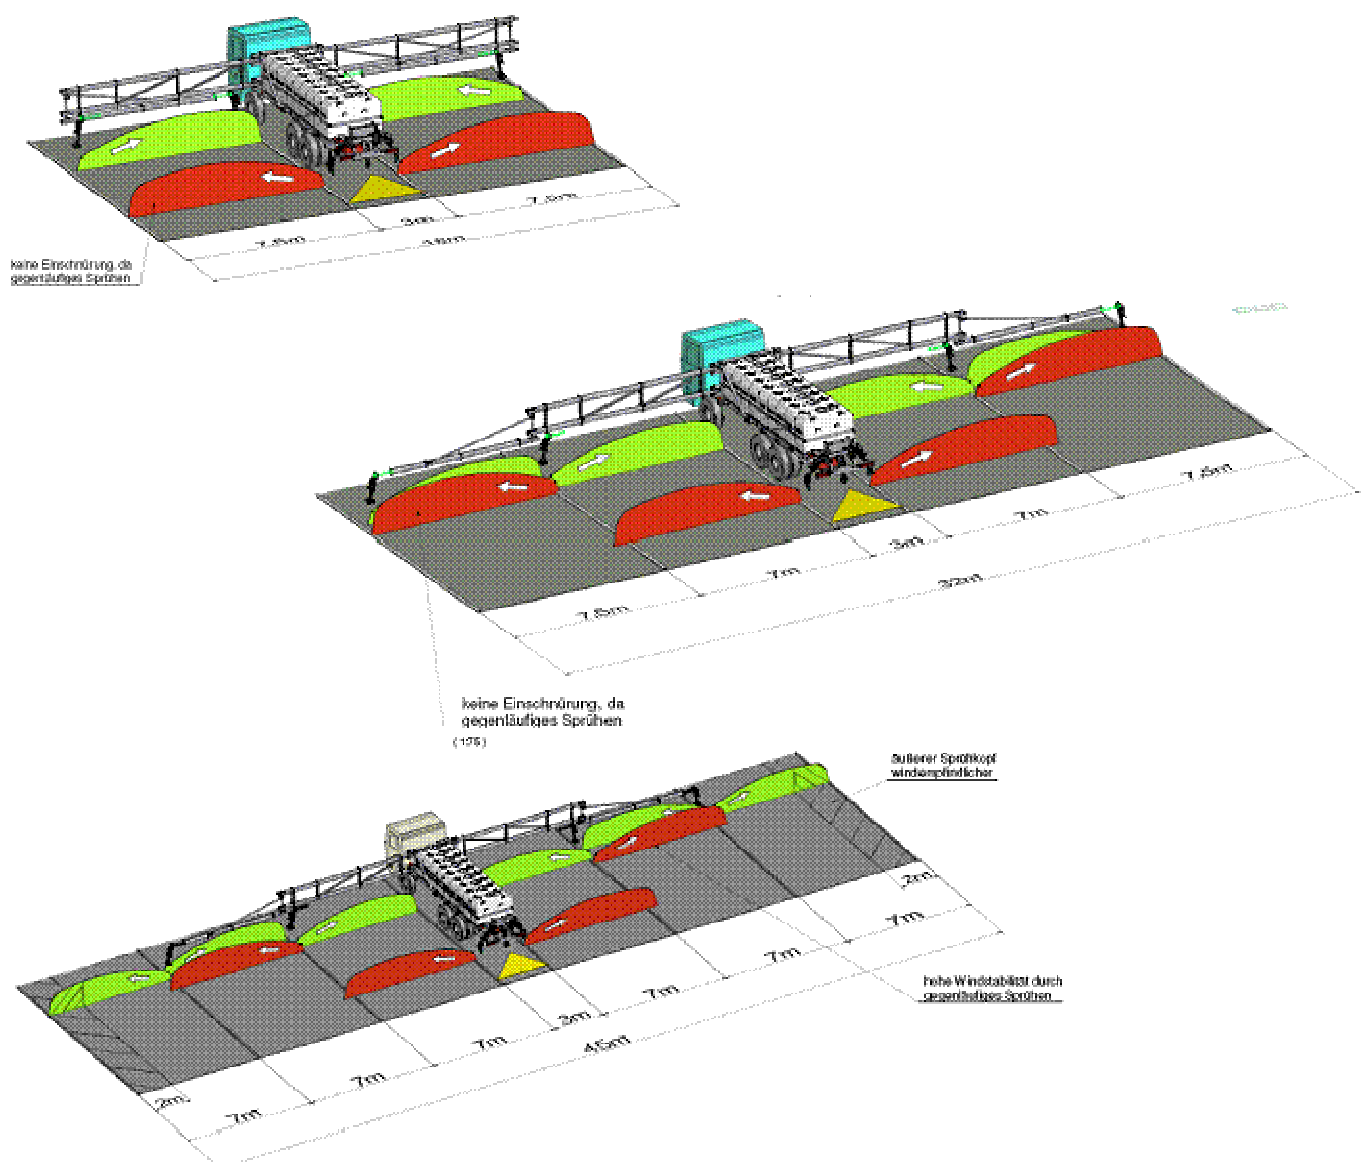 7.5m
3m
7.5m
18m
keine Einschnürung, da
gegenläufiges Sprühen
7.5m
7m
3m
7m
7.5m
32m
keine Einschnürung, da
gegenläufiges Sprühen
äußerer Sprühkopf
windempfindlicher
2m
7m
7m
7m
3m
7m
7m
7m
2m
45m
hohe Windstabilität durch
gegenläufiges Sprühen